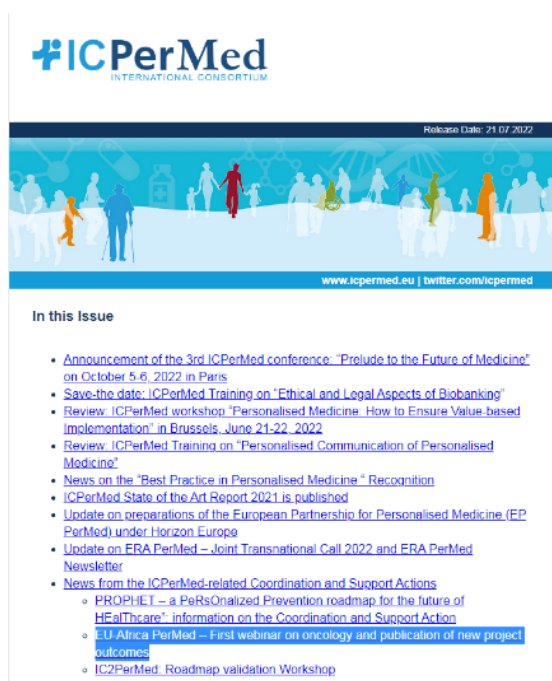 ICPerMed
INTERNATIONAL CONSORTIUM
Release Date: 21.07.2022
www.icpermed.eu | twitter.com/icpermed
In this Issue
• Announcement of the 3rd ICPerMed conference: "Prelude to the Future of Medicine"
on October 5-6, 2022 in Paris
• Save-the date: ICPerMed Training on "Ethical and Legal Aspects of Biobanking"
• Review: ICPerMed workshop "Personalised Medicine: How to Ensure Value-based
Implementation" in Brussels, June 21-22, 2022
• Review: ICPerMed Training on "Personalised Communication of Personalised
Medicine"
• News on the "Best Practice in Personalised Medicine " Recognition
• ICPerMed State of the Art Report 2021 is published
• Update on preparations of the European Partnership for Personalised Medicine (EP
PerMed) under Horizon Europe
• Update on ERA PerMed – Joint Transnational Call 2022 and ERA PerMed
Newsletter
• News from the ICPerMed-related Coordination and Support Actions
◦ PROPHET – a PeRsOnalized Prevention roadmap for the future of
HEalThcare": information on the Coordination and Support Action
◦ EU-Africa PerMed – First webinar on oncology and publication of new project
outcomes
◦ IC2PerMed: Roadmap validation Workshop